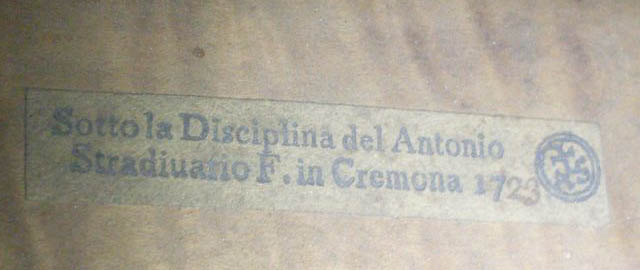 Sotto la Disciplina del Antonio
Stradiuario F. in Cremona 1723